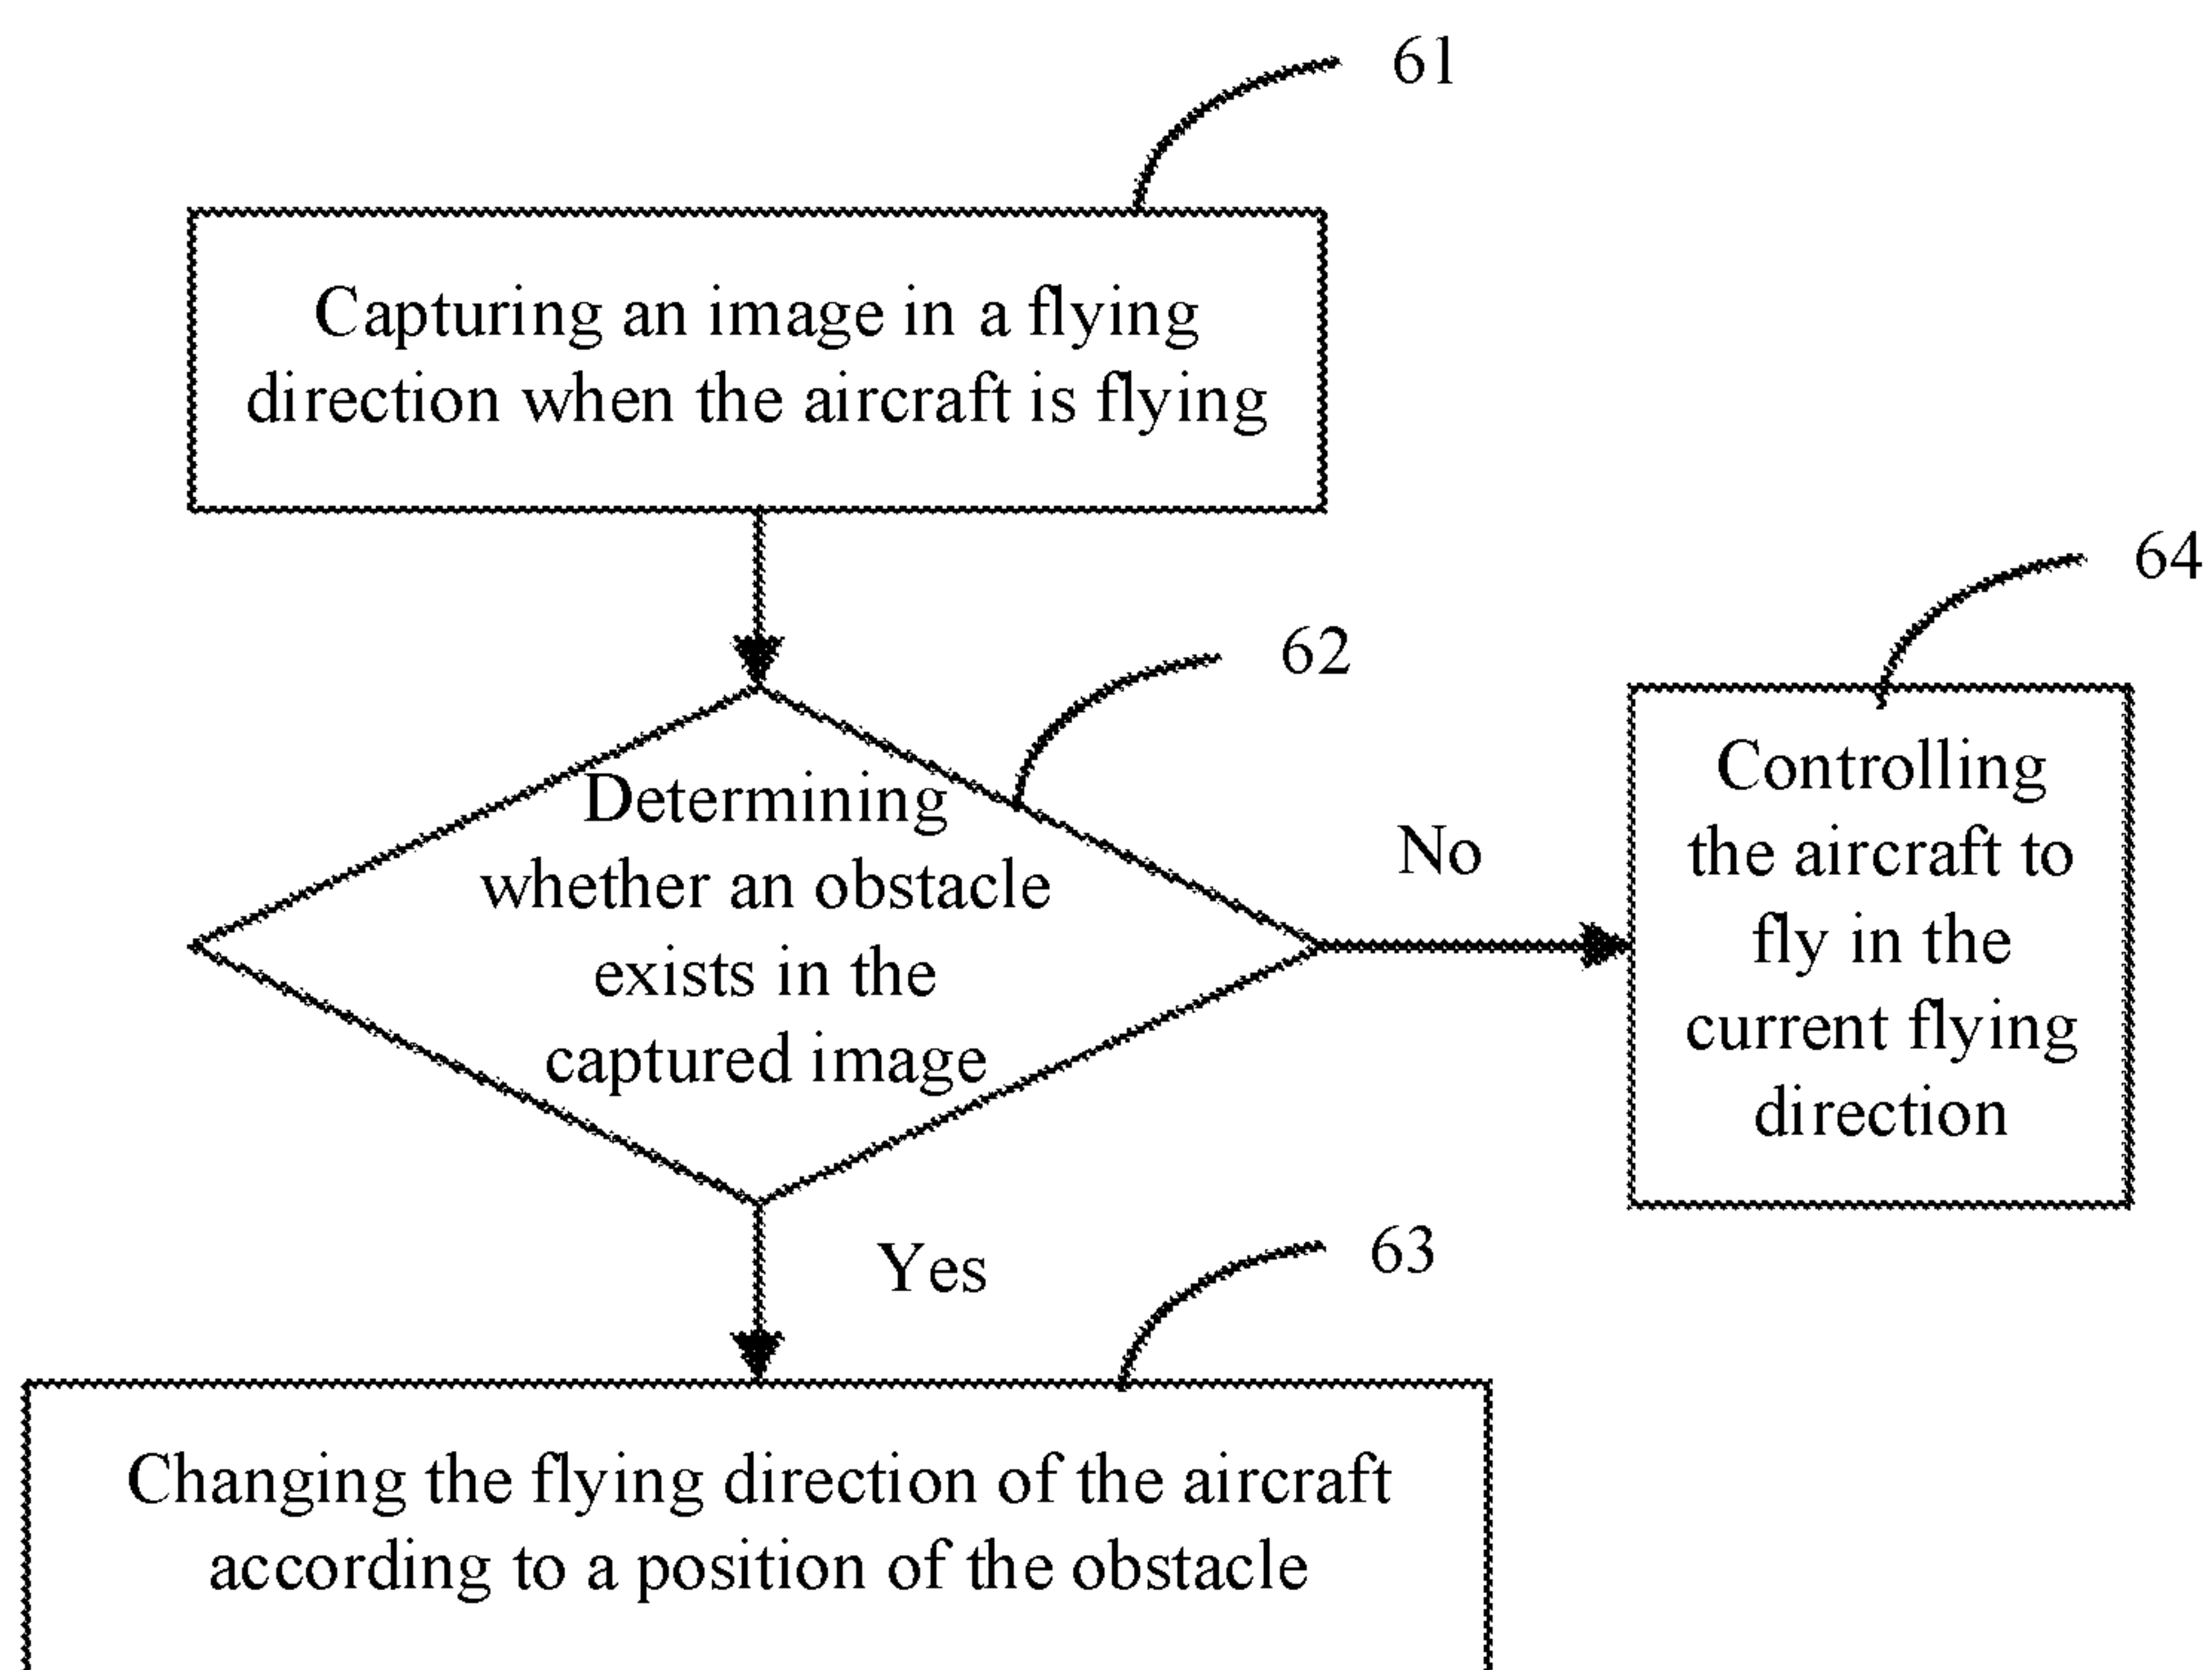 61
Capturing an image in a flying
direction when the aircraft is flying
62
Determining
whether an obstacle
exists in the
captured image
No
64
Controlling
the aircraft to
fly in the
current flying
direction
Yes
63
Changing the flying direction of the aircraft
according to a position of the obstacle